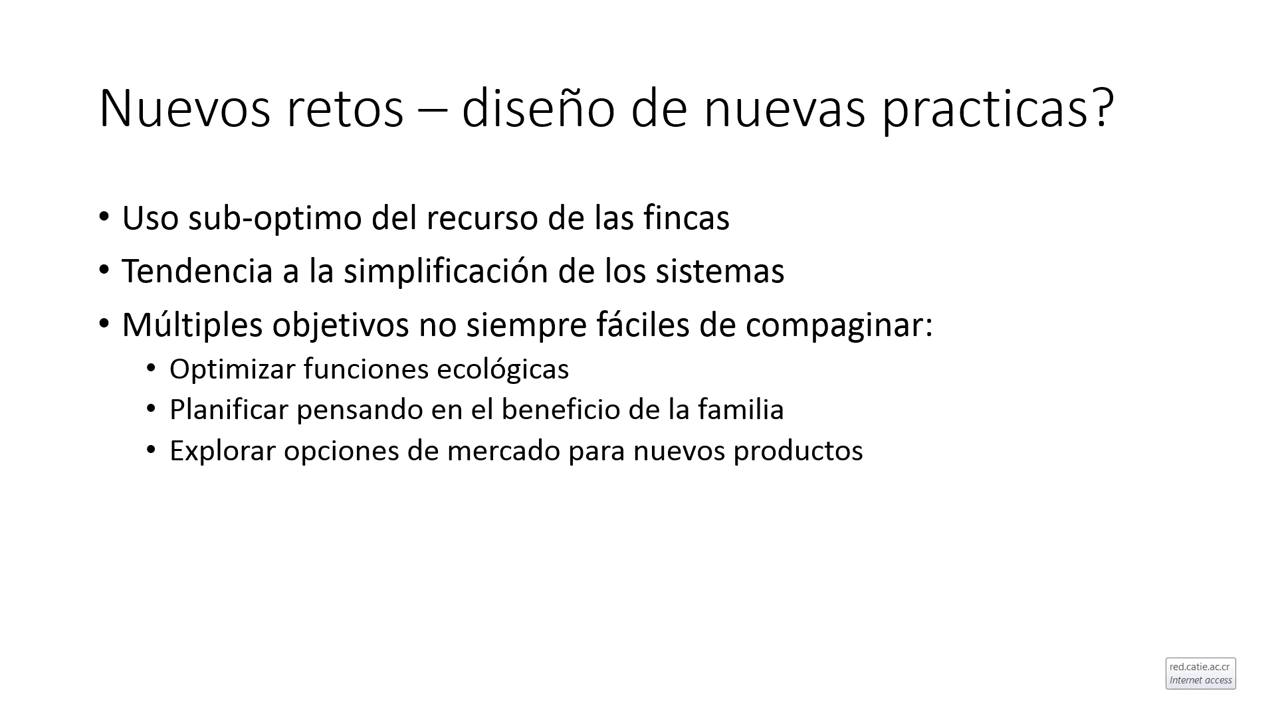 Nuevos retos – diseño de nuevas practicas?
• Uso sub-optimo del recurso de las fincas
• Tendencia a la simplificación de los sistemas
• Múltiples objetivos no siempre fáciles de compaginar:
• Optimizar funciones ecológicas
• Planificar pensando en el beneficio de la familia
• Explorar opciones de mercado para nuevos productos
red.catie.ac.cr
Internet access